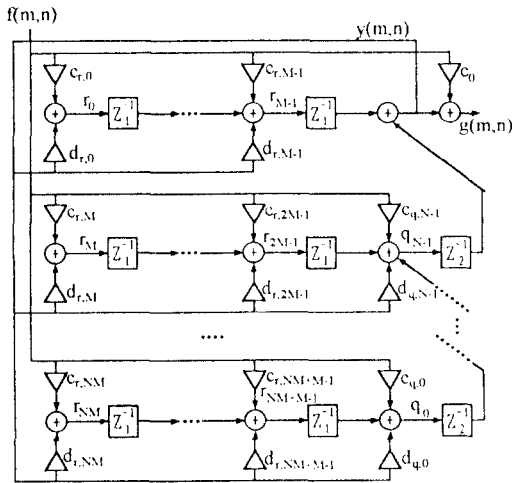 f(m,n)
y(m,n)
c_{r,0} c_{r,M-1} c_0
r_0 Z_1^{-1} r_{M-1} Z_1^{-1}
g(m,n)
d_{r,0} d_{r,M-1}
c_{r,M} c_{r,2M-1} c_{q,N-1}
r_M Z_1^{-1} r_{2M-1} Z_1^{-1} q_{N-1} Z_2^{-1}
d_{r,M} d_{r,2M-1} d_{q,N-1}
c_{r,NM} c_{r,NM+M-1} c_{q,0}
r_{NM} Z_1^{-1} r_{NM+M-1} Z_1^{-1} q_0 Z_2^{-1}
d_{r,NM} d_{r,NM+M-1} d_{q,0}